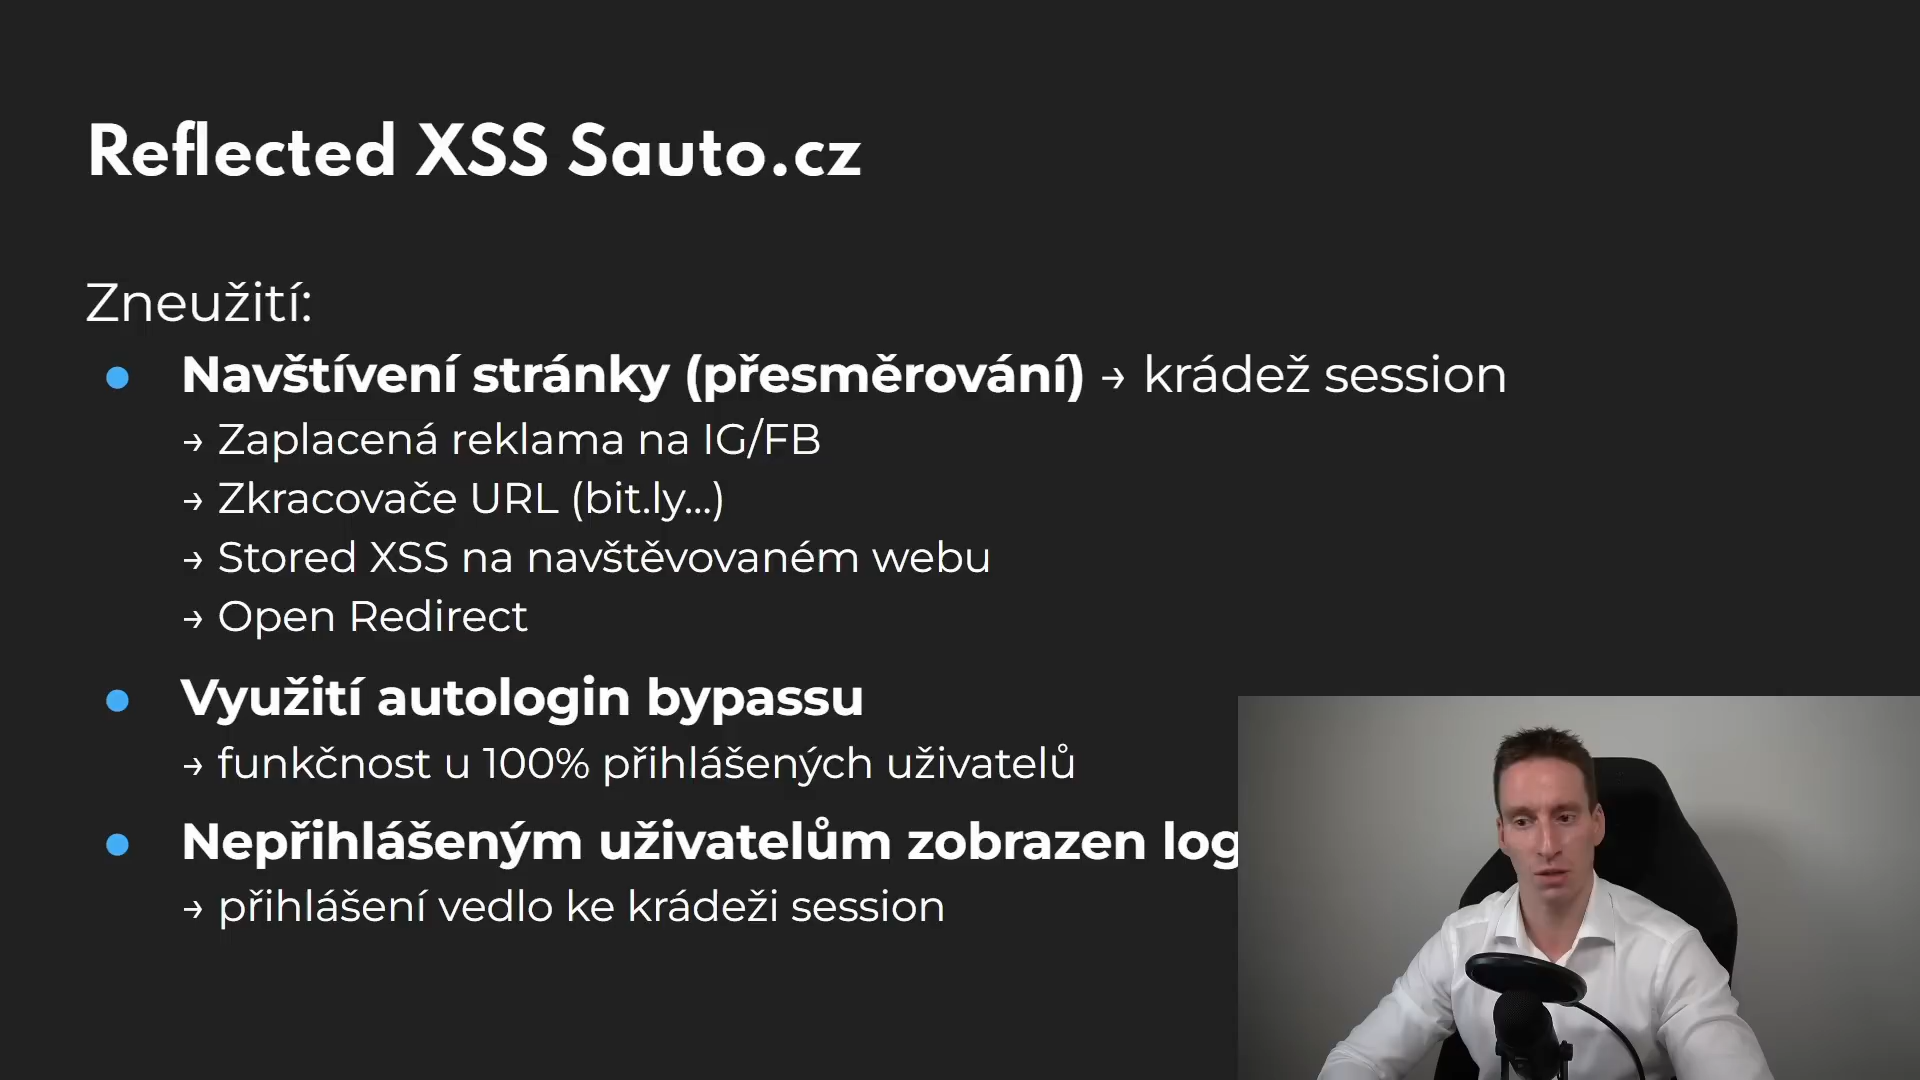 Reflected XSS Sauto.cz
Zneužití:
● Navštívení stránky (přesměrování) → krádež session
→ Zaplacená reklama na IG/FB
→ Zkracovače URL (bit.ly...)
→ Stored XSS na navštěvovaném webu
→ Open Redirect
● Využití autologin bypassu
→ funkčnost u 100% přihlášených uživatelů
● Nepřihlášeným uživatelům zobrazen
→ přihlášení vedlo ke krádeži session